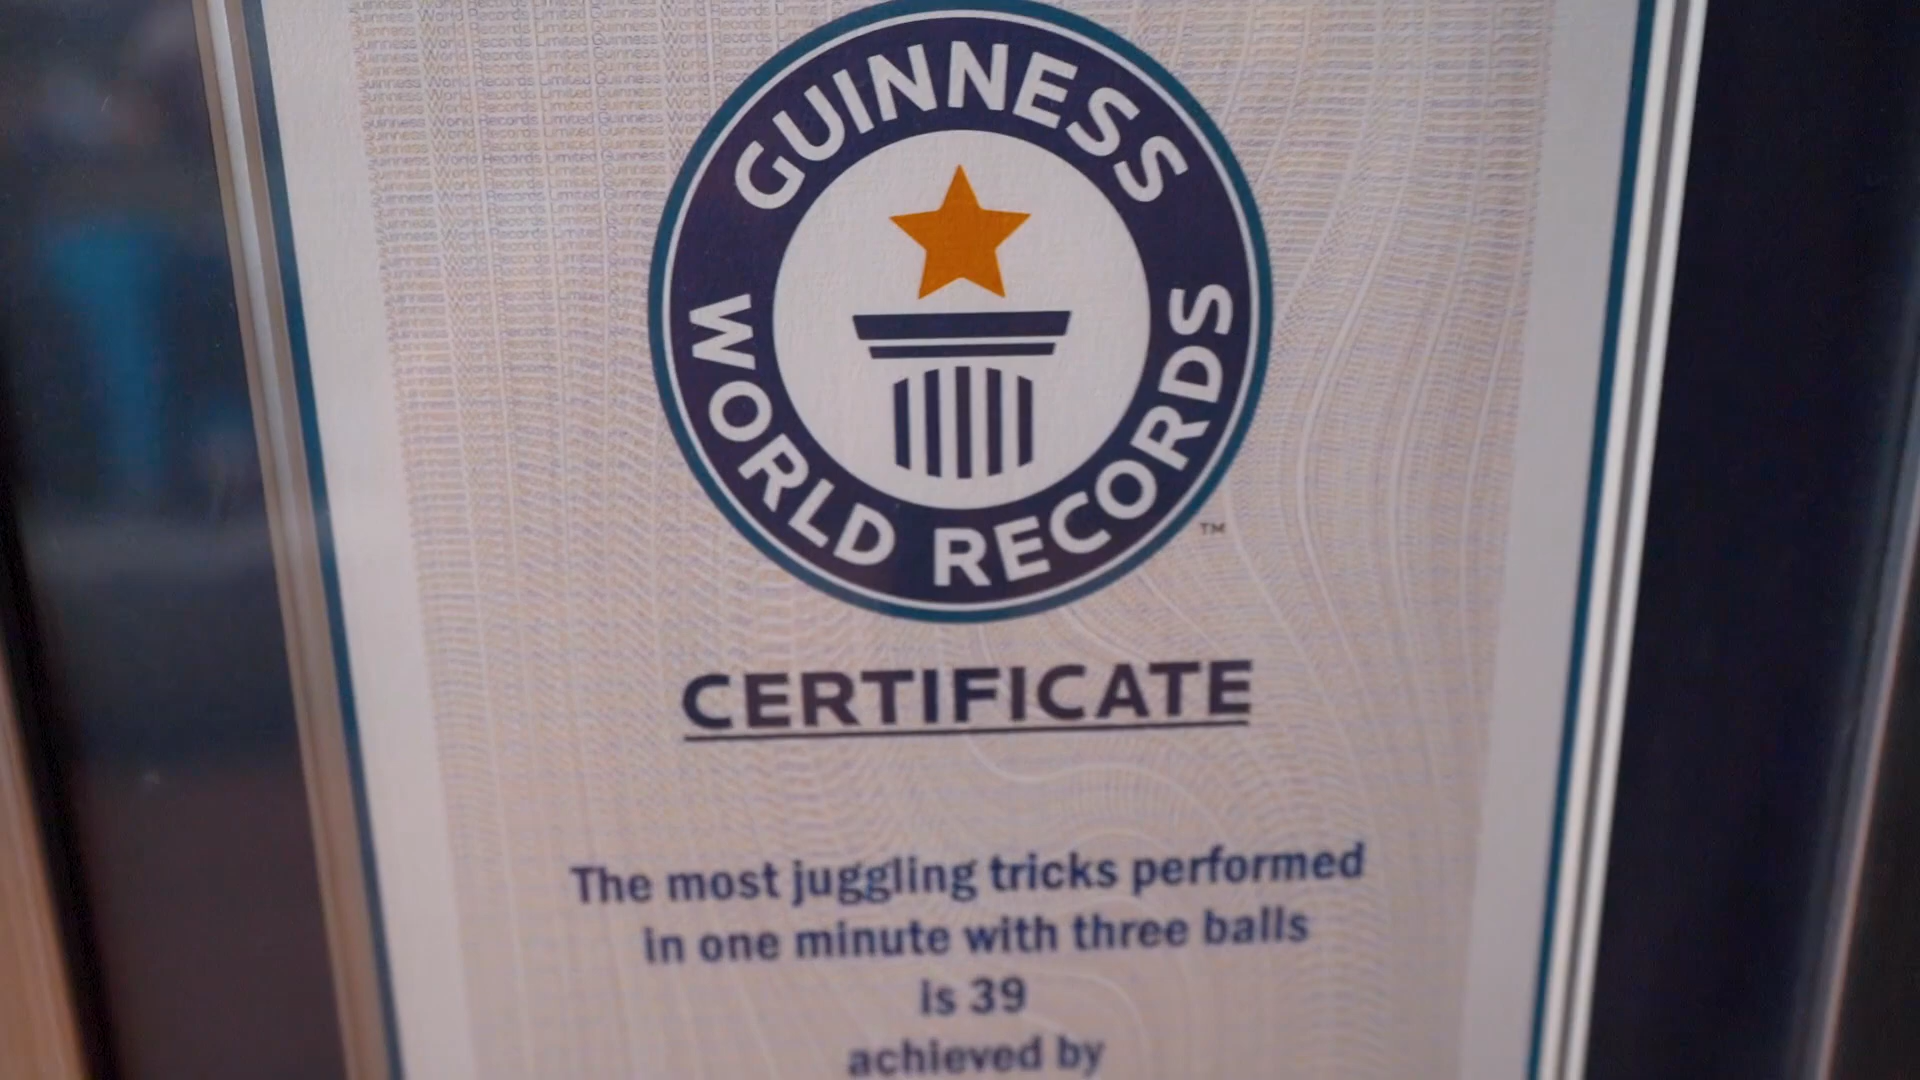 GUINNESS
WORLD RECORDS
TM
CERTIFICATE
The most juggling tricks performed
in one minute with three balls
is 39
achieved by